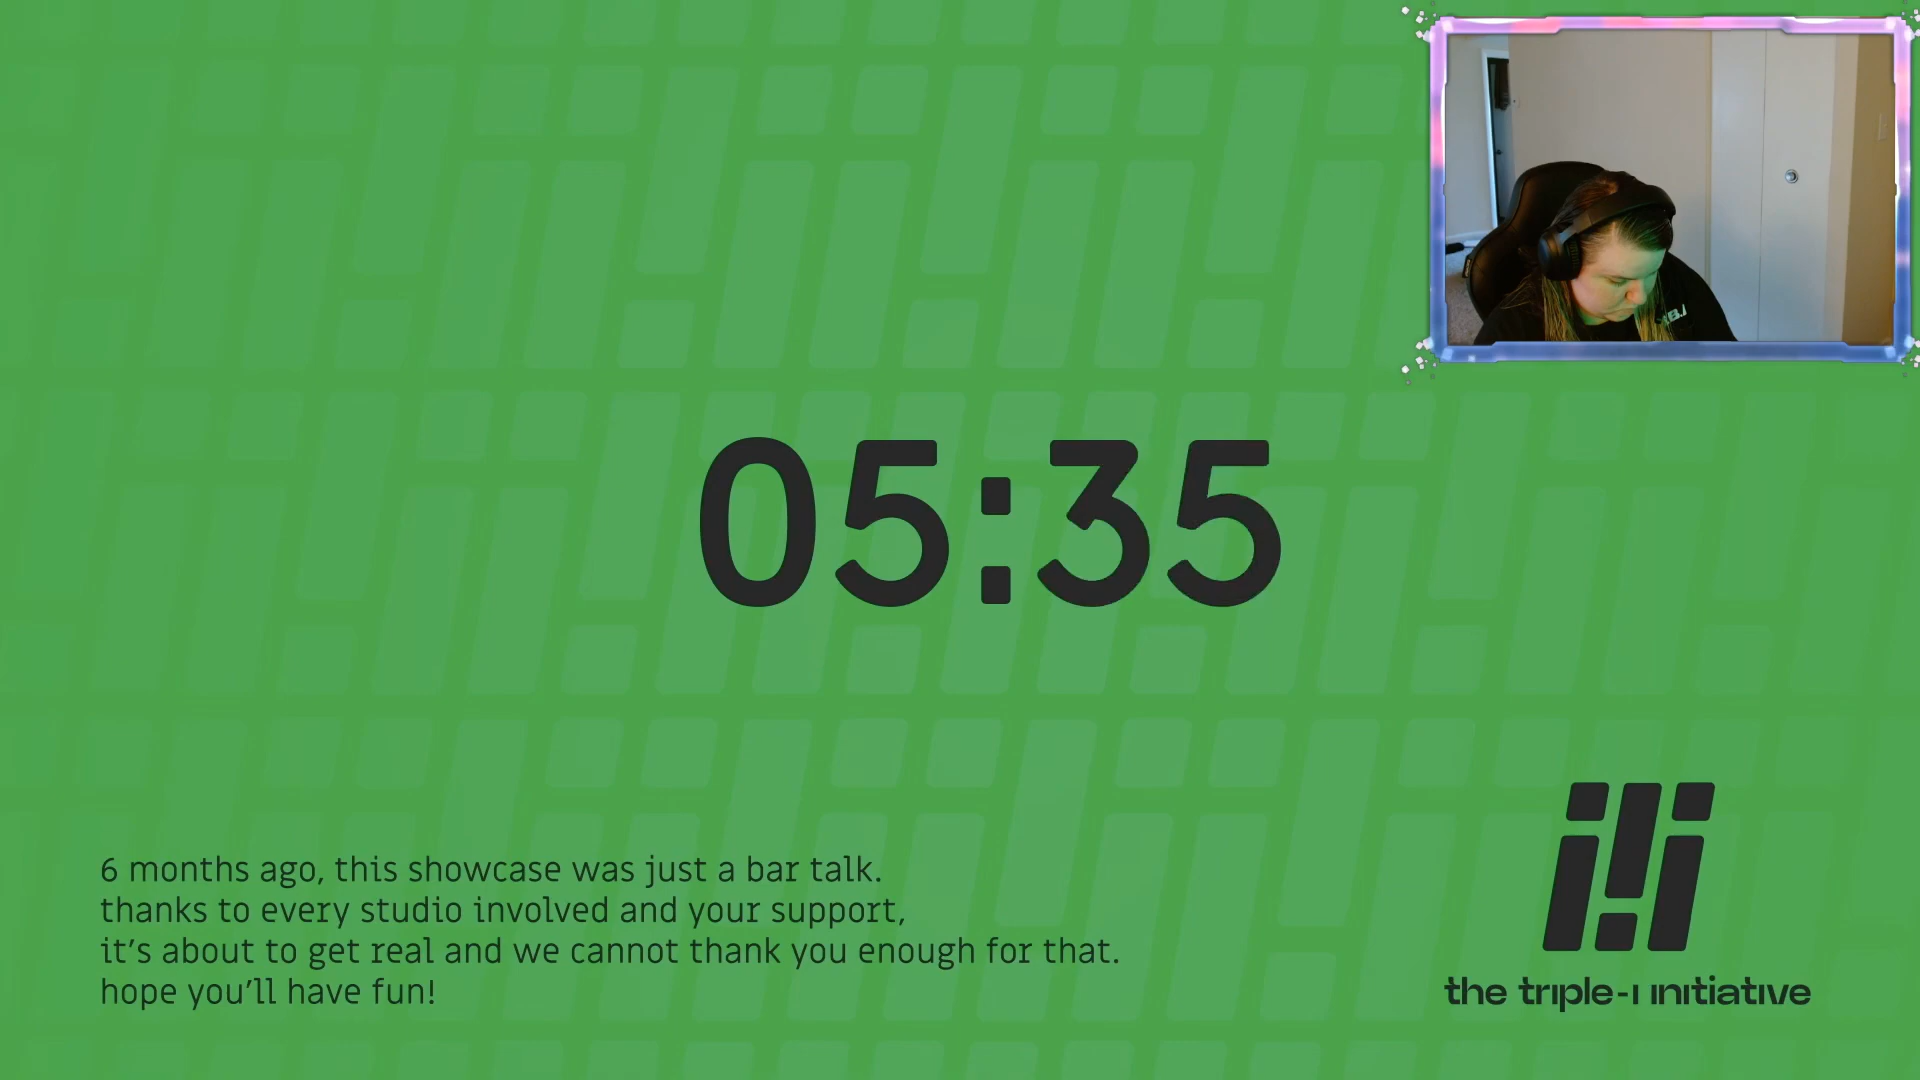 05:35
6 months ago, this showcase was just a bar talk.
thanks to every studio involved and your support,
it's about to get real and we cannot thank you enough for that.
hope you'll have fun!
the triple-i initiative